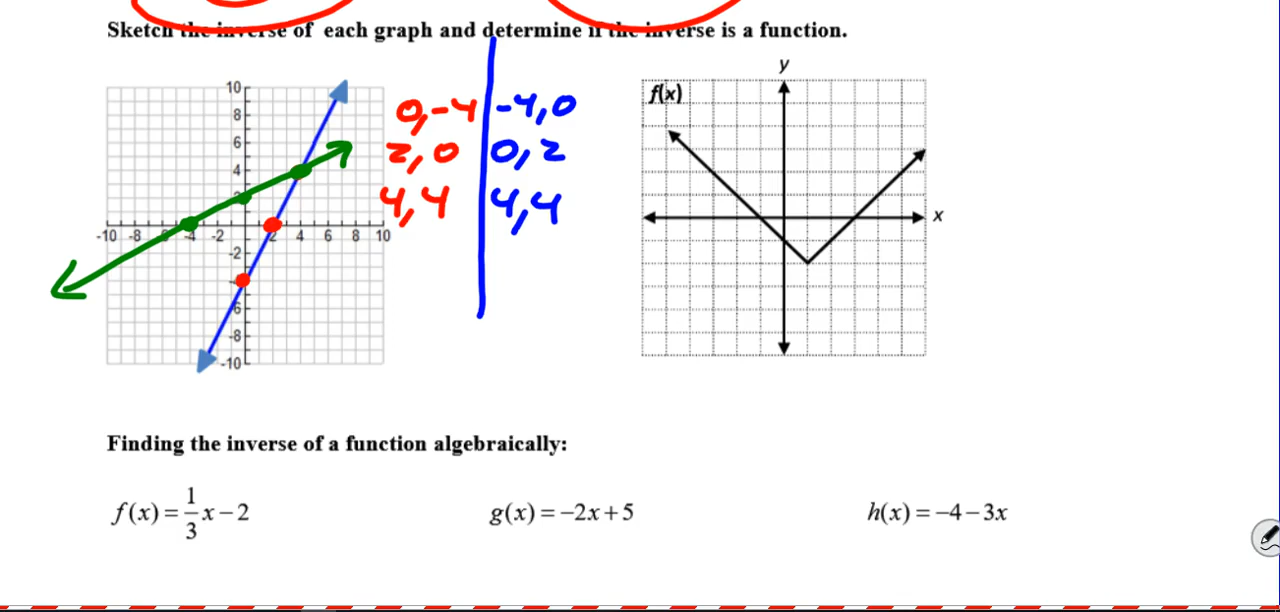 Sketch the inverse of each graph and determine if the inverse is a function.
10
8
6
4
2
-10 -8 -4 -2 2 4 6 8 10
-2
6
-8
-10
0,-4 -4,0
2,0 0,2
4,4 4,4
y
f(x)
x
Finding the inverse of a function algebraically:
f(x) = 1/3 x − 2 g(x) = −2x + 5 h(x) = −4 − 3x